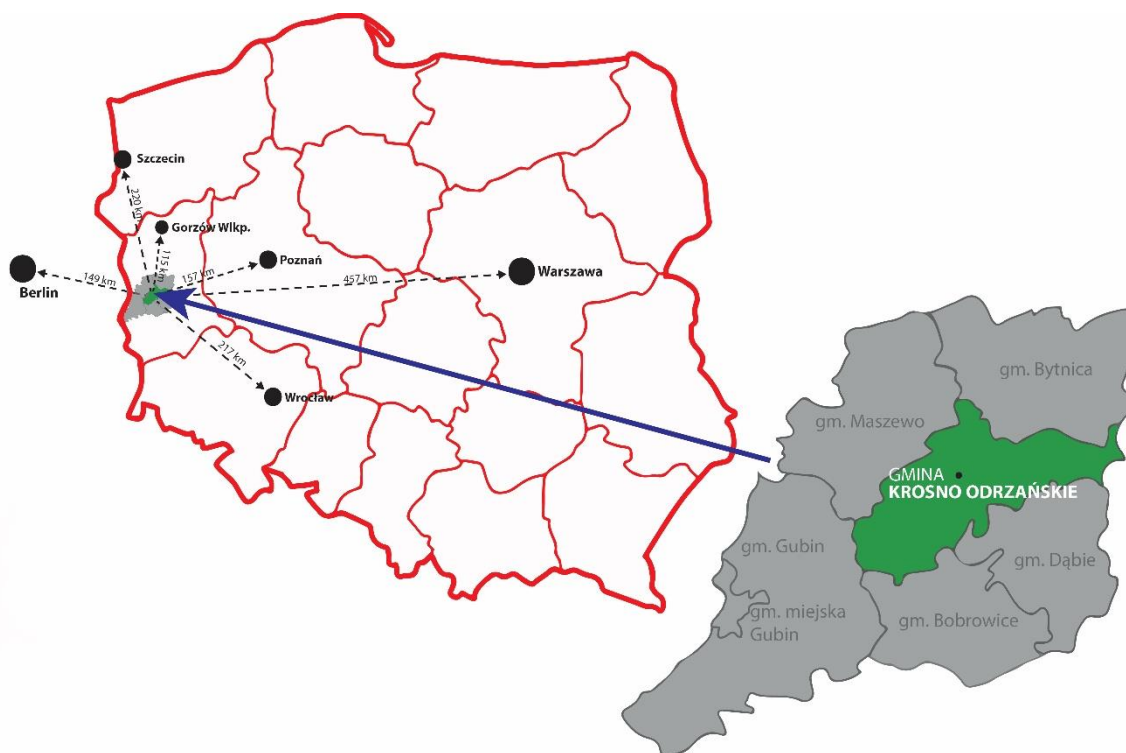 Szczecin
220 km
Gorzów Wlkp.
115 km
Poznań
157 km
457 km
Warszawa
149 km
Berlin
217 km
Wrocław
gm. Bytnica
gm. Maszewo
GMINA
KROSNO ODRZAŃSKIE
gm. Gubin
gm. Dąbie
gm. miejska
Gubin
gm. Bobrowice